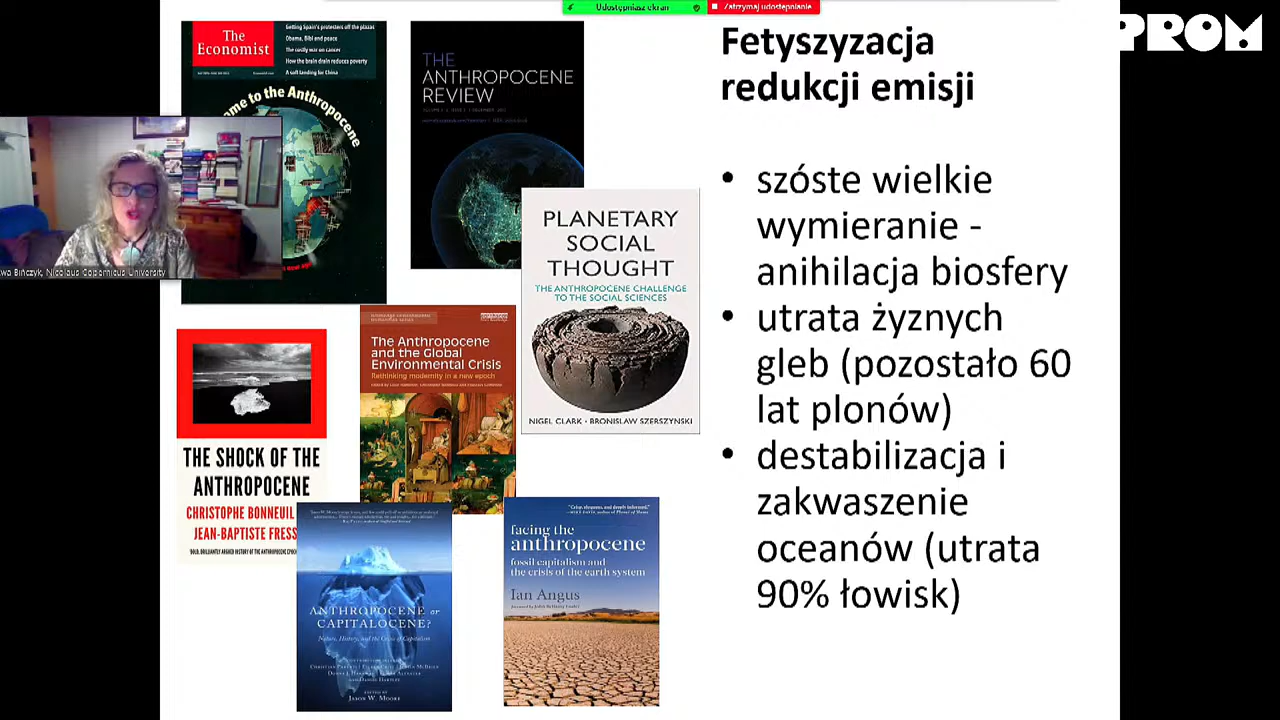 Udostępniasz ekran
Zatrzymaj udostępnianie
PROM
The
Economist
Getting Spain's protesters off the plazas
Obama, Bibi and peace
The costly war on cancer
How the brain drain reduces poverty
A soft landing for China
me to the Anthropocene
THE
ANTHROPOCENE
REVIEW
wa Bińczyk, Nicolaus Copernicus University
PLANETARY
SOCIAL
THOUGHT
THE ANTHROPOCENE CHALLENGE
TO THE SOCIAL SCIENCES
NIGEL CLARK · BRONISLAW SZERSZYNSKI
The Anthropocene
and the Global
Environmental Crisis
Rethinking modernity in a new epoch
THE SHOCK OF THE
ANTHROPOCENE
CHRISTOPHE BONNEUIL
JEAN-BAPTISTE FRESS
ANTHROPOCENE or
CAPITALOCENE?
Nature, History, and the Crisis of Capitalism
EDITED BY
JASON W. MOORE
facing the
anthropocene
fossil capitalism and
the crisis of the earth system
Ian Angus
Fetyszyzacja
redukcji emisji
• szóste wielkie
wymieranie -
anihilacja biosfery
• utrata żyznych
gleb (pozostało 60
lat plonów)
• destabilizacja i
zakwaszenie
oceanów (utrata
90% łowisk)